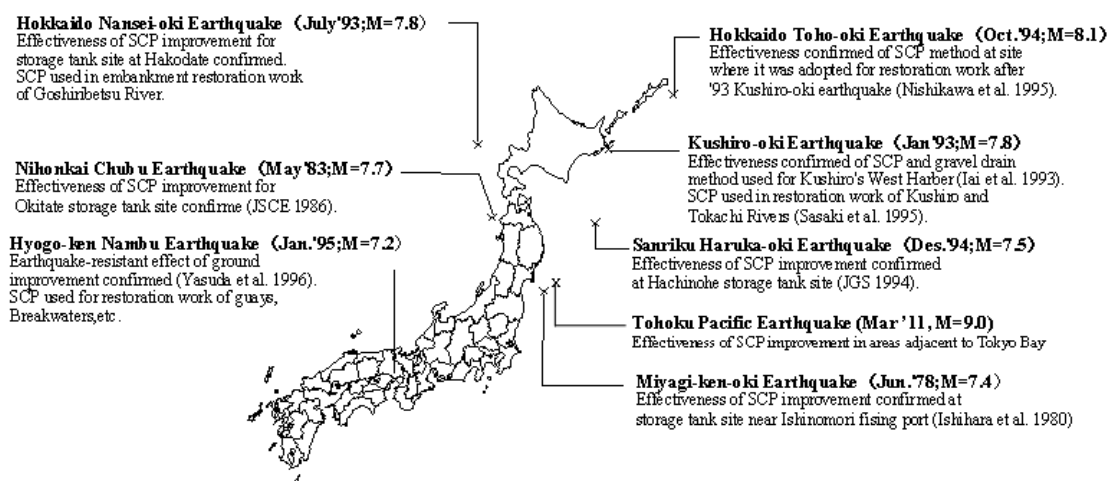 Hokkaido Nansei-oki Earthquake (July'93;M=7.8)
Effectiveness of SCP improvement for
storage tank site at Hakodate confirmed.
SCP used in embankment restoration work
of Goshiribetsu River.
Nihonkai Chubu Earthquake (May'83;M=7.7)
Effectiveness of SCP improvement for
Okitate storage tank site confirme (JSCE 1986).
Hyogo-ken Nambu Earthquake (Jan.'95;M=7.2)
Earthquake-resistant effect of ground
improvement confirmed (Yasuda et al. 1996).
SCP used for restoration work of guays,
Breakwaters,etc.
Hokkaido Toho-oki Earthquake (Oct.'94;M=8.1)
Effectiveness confirmed of SCP method at site
where it was adopted for restoration work after
'93 Kushiro-oki earthquake (Nishikawa et al. 1995).
Kushiro-oki Earthquake (Jan'93;M=7.8)
Effectiveness confirmed of SCP and gravel drain
method used for Kushiro's West Harber (Iai et al. 1993).
SCP used in restoration work of Kushiro and
Tokachi Rivers (Sasaki et al. 1995).
Sanriku Haruka-oki Earthquake (Des.'94;M=7.5)
Effectiveness of SCP improvement confirmed
at Hachinohe storage tank site (JGS 1994).
Tohoku Pacific Earthquake (Mar '11, M=9.0)
Effectiveness of SCP improvement in areas adjacent to Tokyo Bay
Miyagi-ken-oki Earthquake (Jun.'78;M=7.4)
Effectiveness of SCP improvement confirmed at
storage tank site near Ishinomori fising port (Ishihara et al. 1980)